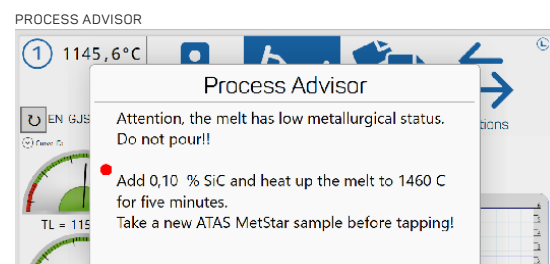 PROCESS ADVISOR
1 1145,6°C
Process Advisor
Attention, the melt has low metallurgical status.
Do not pour!!
EN GJS
tions
Add 0,10 % SiC and heat up the melt to 1460 C
for five minutes.
Take a new ATAS MetStar sample before tapping!
TL = 115